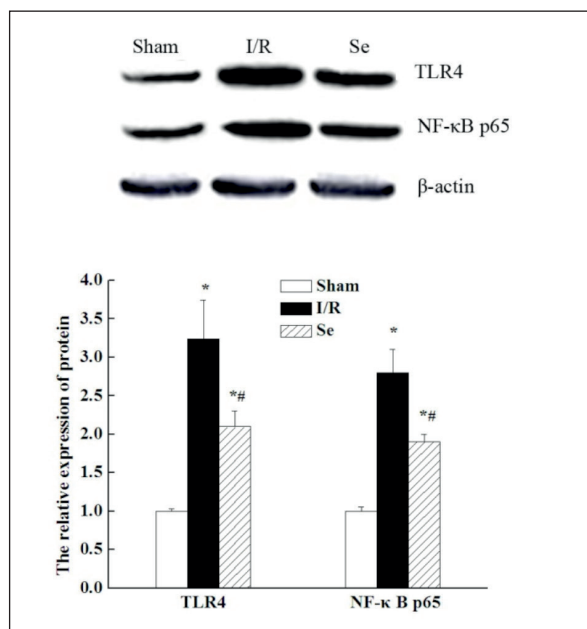 Sham I/R Se
TLR4
NF-κB p65
β-actin
The relative expression of protein
4.0
3.5
3.0
2.5
2.0
1.5
1.0
0.5
0.0
Sham
I/R
Se
*
*#
*
*#
TLR4 NF-κ B p65